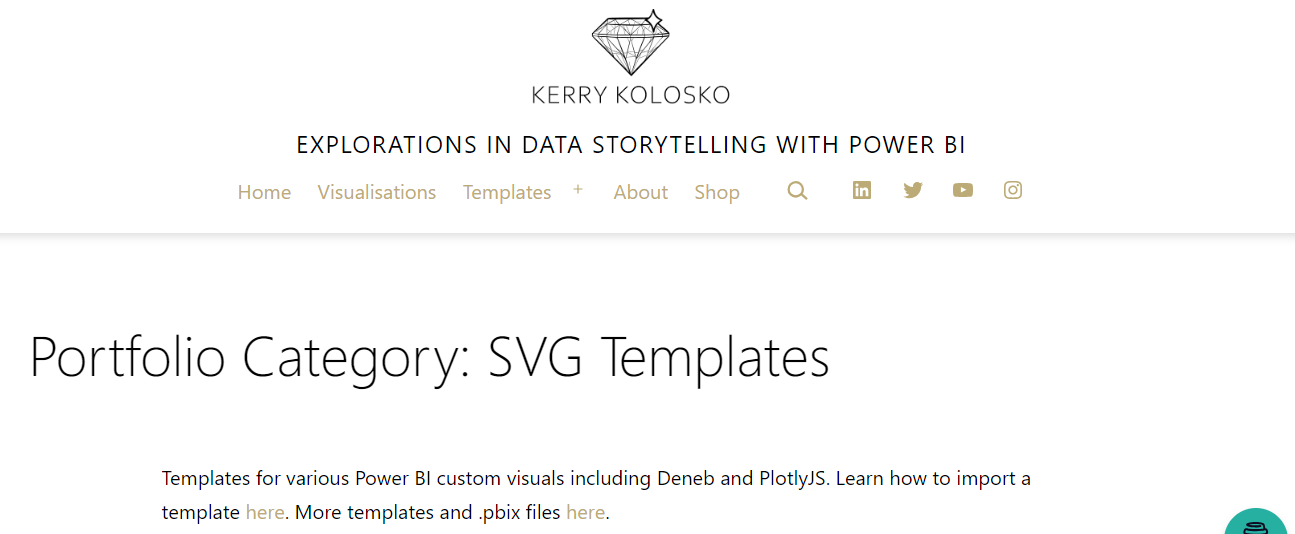 KERRY KOLOSKO
EXPLORATIONS IN DATA STORYTELLING WITH POWER BI
Home Visualisations Templates + About Shop
Portfolio Category: SVG Templates
Templates for various Power BI custom visuals including Deneb and PlotlyJS. Learn how to import a
template here. More templates and .pbix files here.